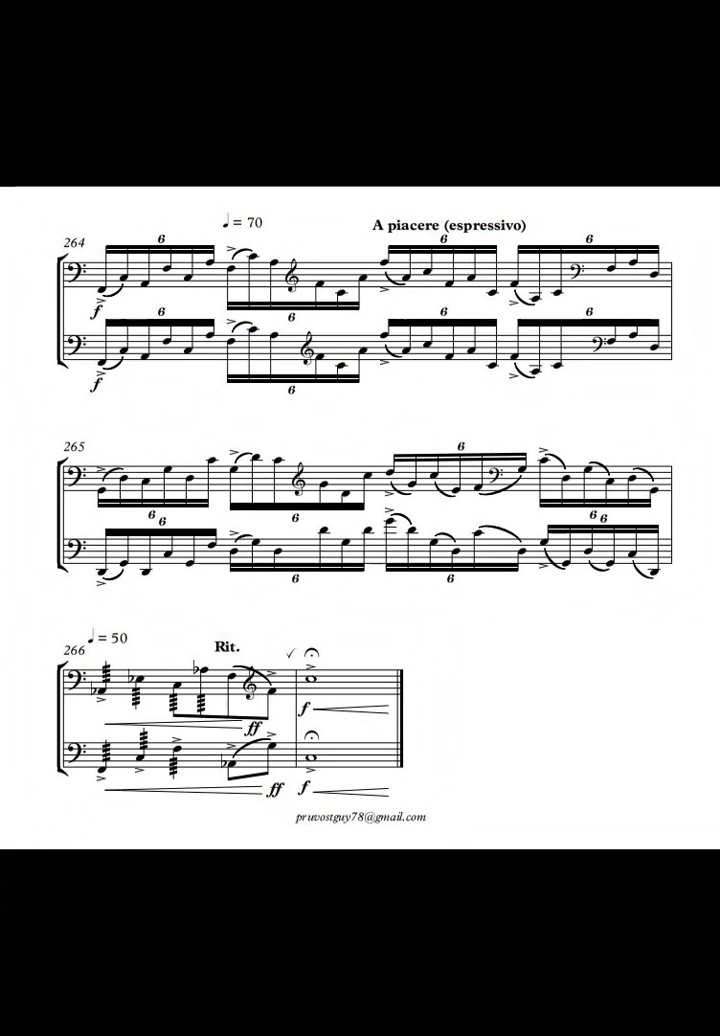 ♩ = 70
A piacere (espressivo)
264
6 6 6 6
f
6 6 6 6
f
265
6 6 6 6
6 6 6 6
♩ = 50
266
Rit.
ff f
ff f
pruvostguy78@gmail.com